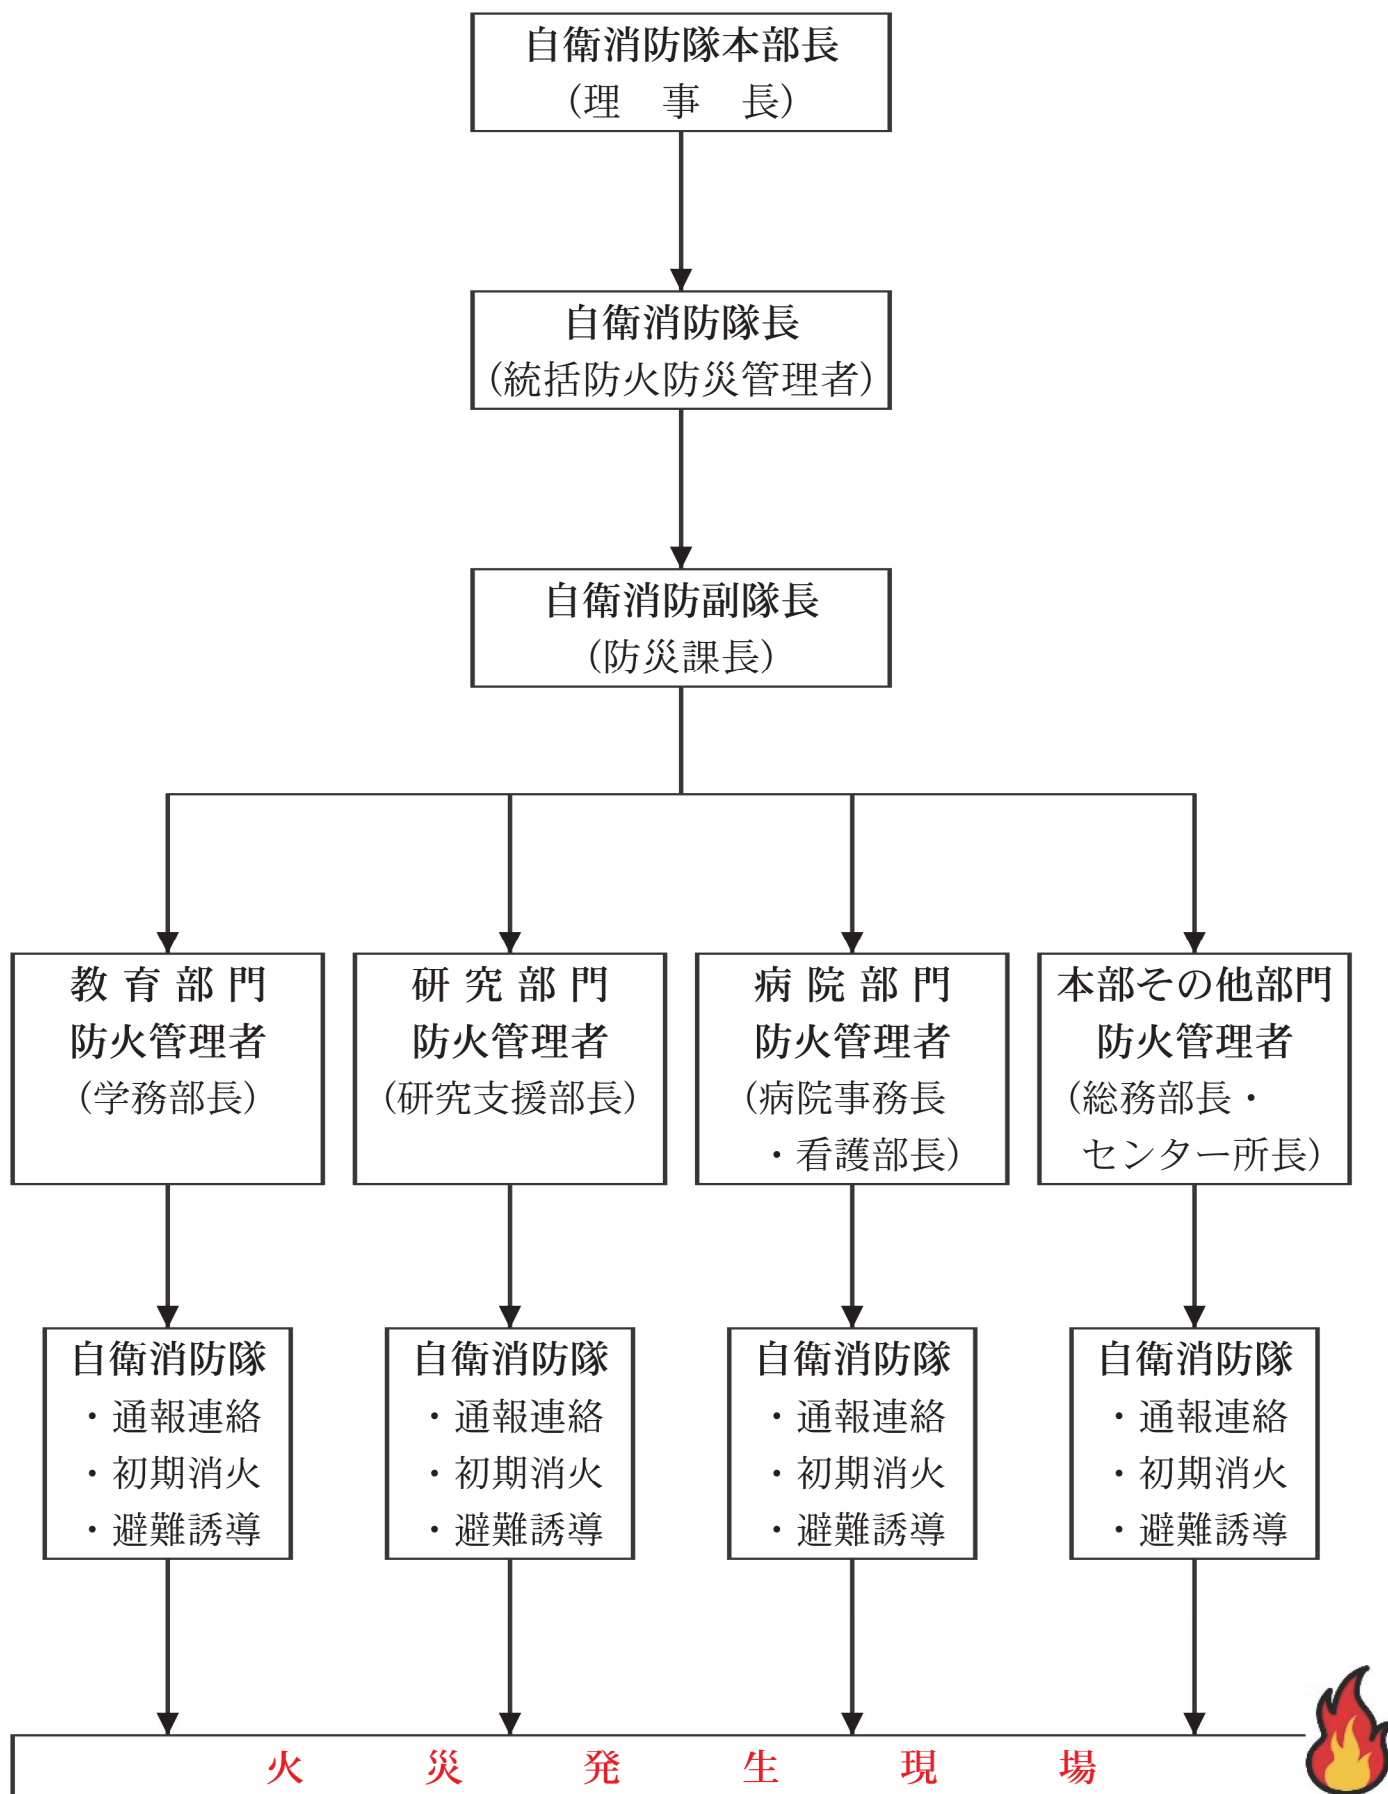 自衛消防隊本部長
(理　事　長)
自衛消防隊長
(統括防火防災管理者)
自衛消防副隊長
(防災課長)
教育部門
防火管理者
(学務部長)
研究部門
防火管理者
(研究支援部長)
病院部門
防火管理者
(病院事務長
・看護部長)
本部その他部門
防火管理者
(総務部長・
センター所長)
自衛消防隊
・通報連絡
・初期消火
・避難誘導
自衛消防隊
・通報連絡
・初期消火
・避難誘導
自衛消防隊
・通報連絡
・初期消火
・避難誘導
自衛消防隊
・通報連絡
・初期消火
・避難誘導
火　災　発　生　現　場